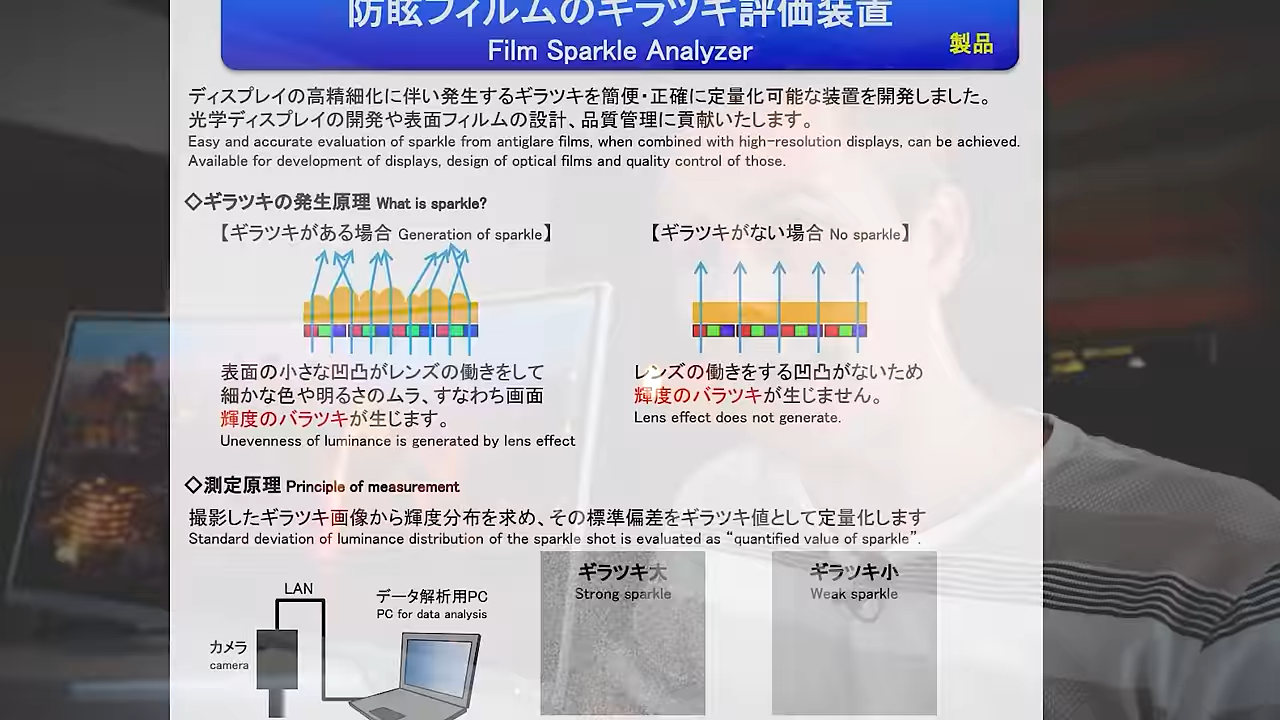 防眩フィルムのギラツキ評価装置
Film Sparkle Analyzer
製品
ディスプレイの高精細化に伴い発生するギラツキを簡便・正確に定量化可能な装置を開発しました。
光学ディスプレイの開発や表面フィルムの設計、品質管理に貢献いたします。
Easy and accurate evaluation of sparkle from antiglare films, when combined with high-resolution displays, can be achieved.
Available for development of displays, design of optical films and quality control of those.
◇ギラツキの発生原理 What is sparkle?
【ギラツキがある場合 Generation of sparkle】
表面の小さな凹凸がレンズの働きをして
細かな色や明るさのムラ、すなわち画面
輝度のバラツキが生じます。
Unevenness of luminance is generated by lens effect
【ギラツキがない場合 No sparkle】
レンズの働きをする凹凸がないため
輝度のバラツキが生じません。
Lens effect does not generate.
◇測定原理 Principle of measurement
撮影したギラツキ画像から輝度分布を求め、その標準偏差をギラツキ値として定量化します
Standard deviation of luminance distribution of the sparkle shot is evaluated as “quantified value of sparkle”.
LAN
カメラ
camera
データ解析用PC
PC for data analysis
ギラツキ大
Strong sparkle
ギラツキ小
Weak sparkle